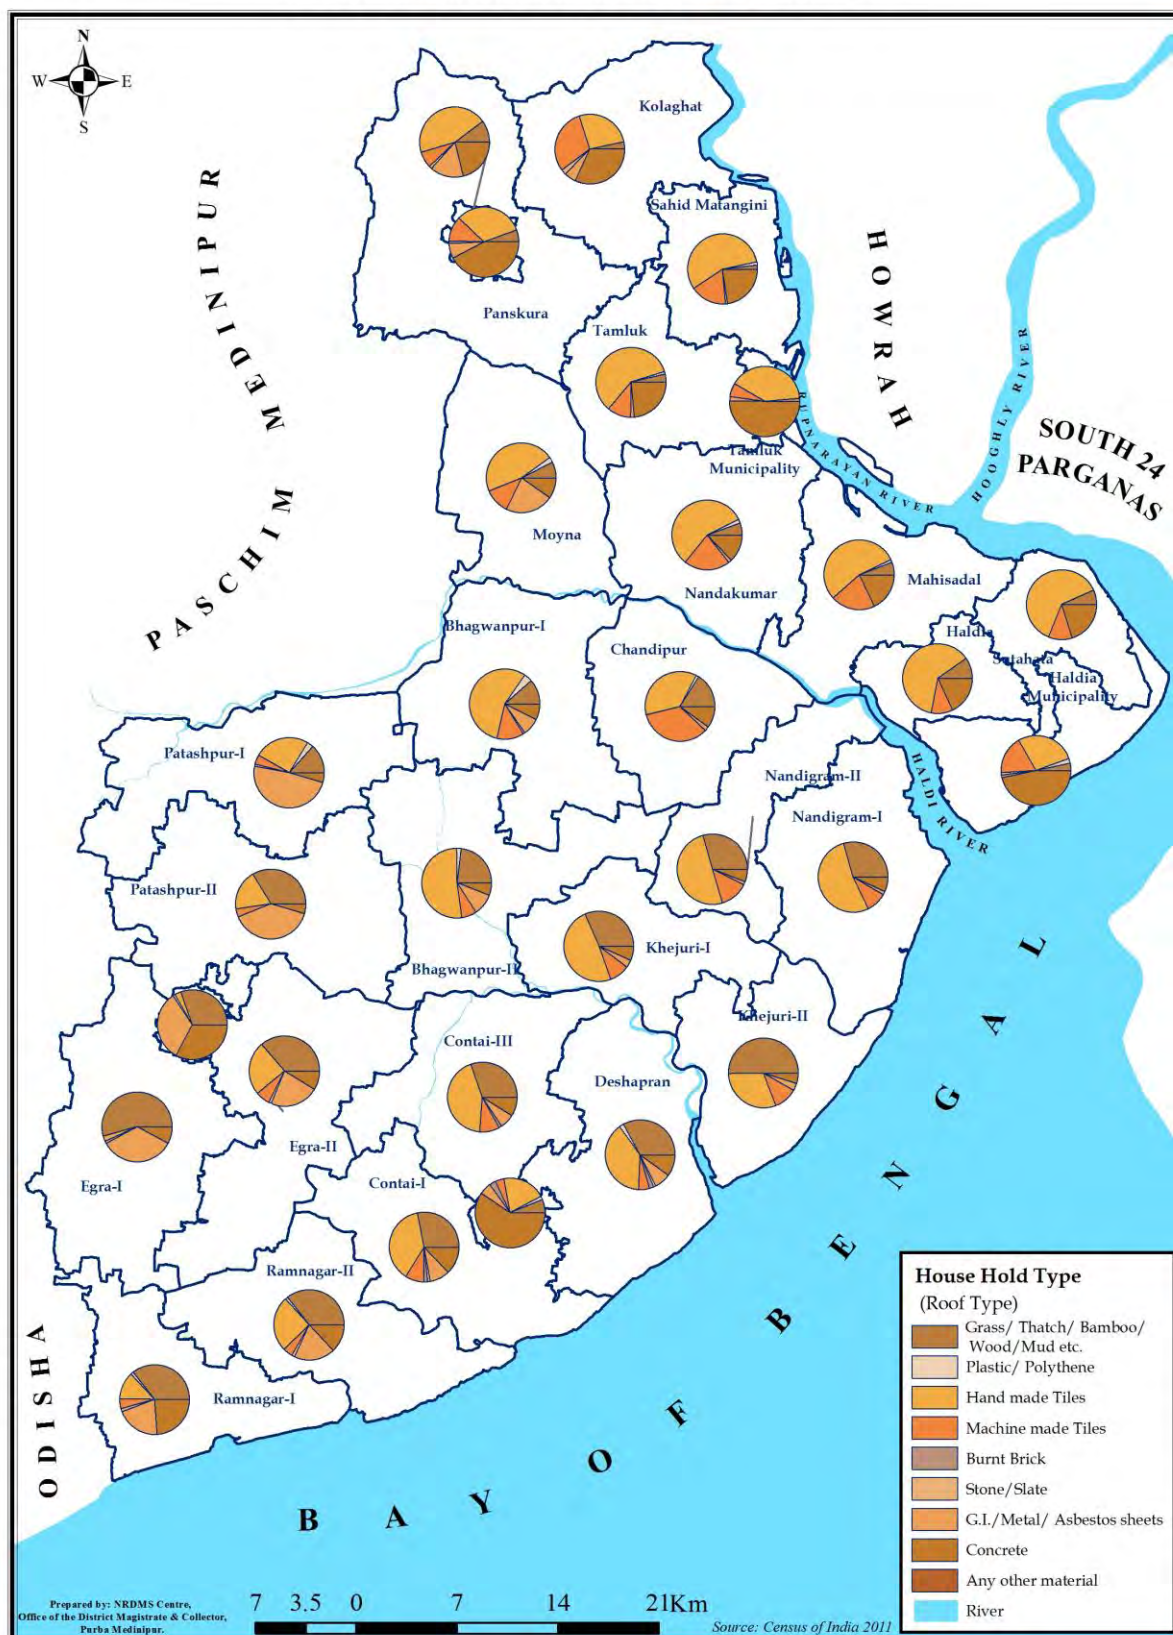 N
W E
S
Kolaghat
Sahid Matangini
Panskura
Tamluk
Tamluk
Municipality
Moyna
Nandakumar
Mahisadal
Haldia
Sutahata
Haldia
Municipality
Bhagwanpur-I
Chandipur
Patashpur-I
Nandigram-II
Nandigram-I
Patashpur-II
Bhagwanpur-II
Khejuri-I
Khejuri-II
Contai-III
Deshapran
Egra-II
Egra-I
Contai-I
Ramnagar-II
Ramnagar-I
PASCHIM MEDINIPUR
HOWRAH
SOUTH 24
PARGANAS
RUPNARAYAN RIVER
HOOGHLY RIVER
HALDI RIVER
ODISHA
BAY OF BENGAL
House Hold Type
(Roof Type)
Grass/ Thatch/ Bamboo/
Wood/Mud etc.
Plastic/ Polythene
Hand made Tiles
Machine made Tiles
Burnt Brick
Stone/Slate
G.I./Metal/ Asbestos sheets
Concrete
Any other material
River
Prepared by: NRDMS Centre,
Office of the District Magistrate & Collector,
Purba Medinipur.
7 3.5 0 7 14 21Km
Source: Census of India 2011